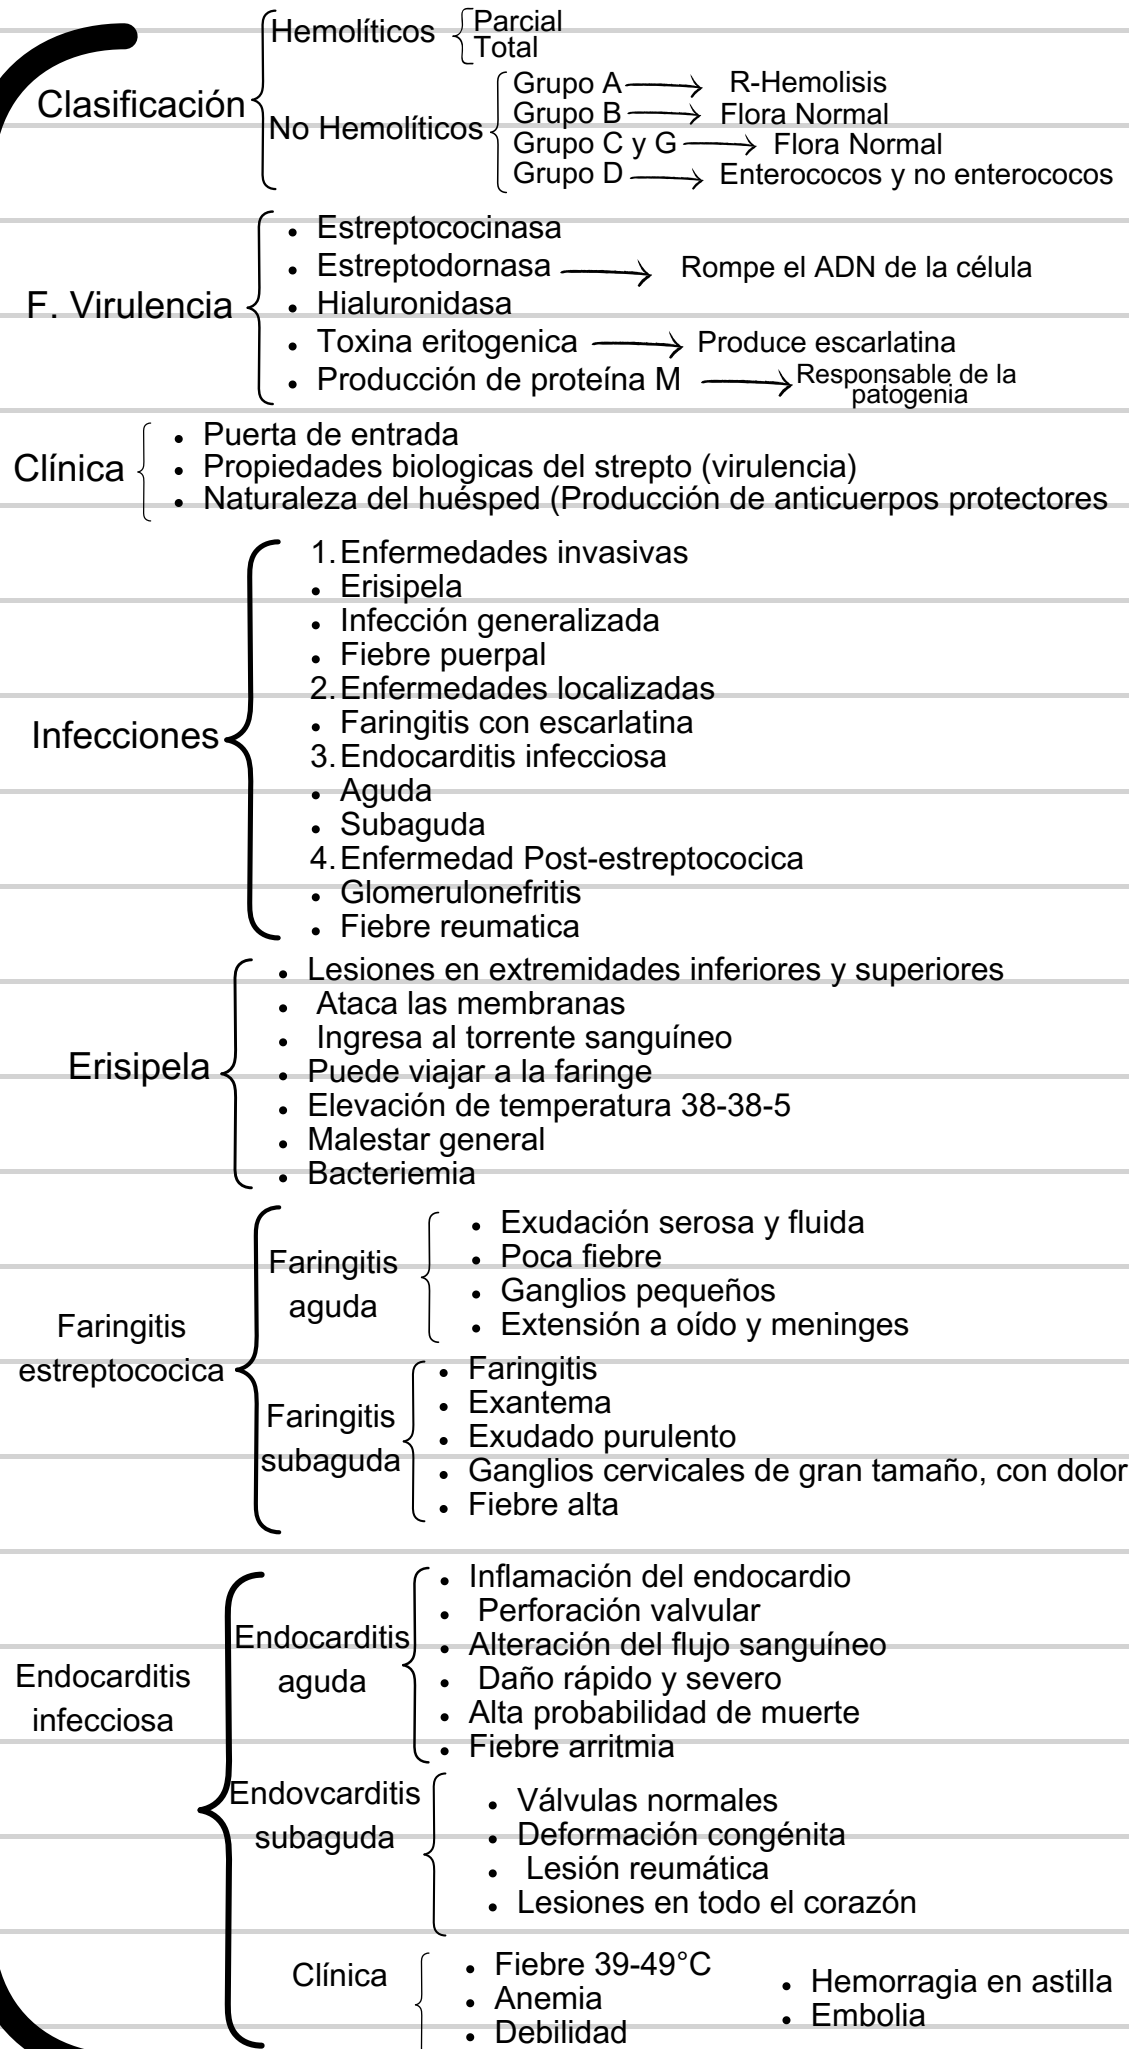 Hemolíticos
Parcial
Total
Clasificación
No Hemolíticos
Grupo A
R-Hemolisis
Grupo B
Flora Normal
Grupo C y G
Flora Normal
Grupo D
Enterococos y no enterococos
F. Virulencia
• Estreptococinasa
• Estreptodornasa
Rompe el ADN de la célula
• Hialuronidasa
• Toxina eritogenica
Produce escarlatina
• Producción de proteína M
Responsable de la
patogenia
Clínica
• Puerta de entrada
• Propiedades biologicas del strepto (virulencia)
• Naturaleza del huésped (Producción de anticuerpos protectores
Infecciones
1. Enfermedades invasivas
• Erisipela
• Infección generalizada
• Fiebre puerpal
2. Enfermedades localizadas
• Faringitis con escarlatina
3. Endocarditis infecciosa
• Aguda
• Subaguda
4. Enfermedad Post-estreptococica
• Glomerulonefritis
• Fiebre reumatica
Erisipela
• Lesiones en extremidades inferiores y superiores
• Ataca las membranas
• Ingresa al torrente sanguíneo
• Puede viajar a la faringe
• Elevación de temperatura 38-38-5
• Malestar general
• Bacteriemia
Faringitis
estreptococica
Faringitis
aguda
• Exudación serosa y fluida
• Poca fiebre
• Ganglios pequeños
• Extensión a oído y meninges
Faringitis
subaguda
• Faringitis
• Exantema
• Exudado purulento
• Ganglios cervicales de gran tamaño, con dolor
• Fiebre alta
Endocarditis
infecciosa
Endocarditis
aguda
• Inflamación del endocardio
• Perforación valvular
• Alteración del flujo sanguíneo
• Daño rápido y severo
• Alta probabilidad de muerte
• Fiebre arritmia
Endovcarditis
subaguda
• Válvulas normales
• Deformación congénita
• Lesión reumática
• Lesiones en todo el corazón
Clínica
• Fiebre 39-49°C
• Anemia
• Debilidad
• Hemorragia en astilla
• Embolia